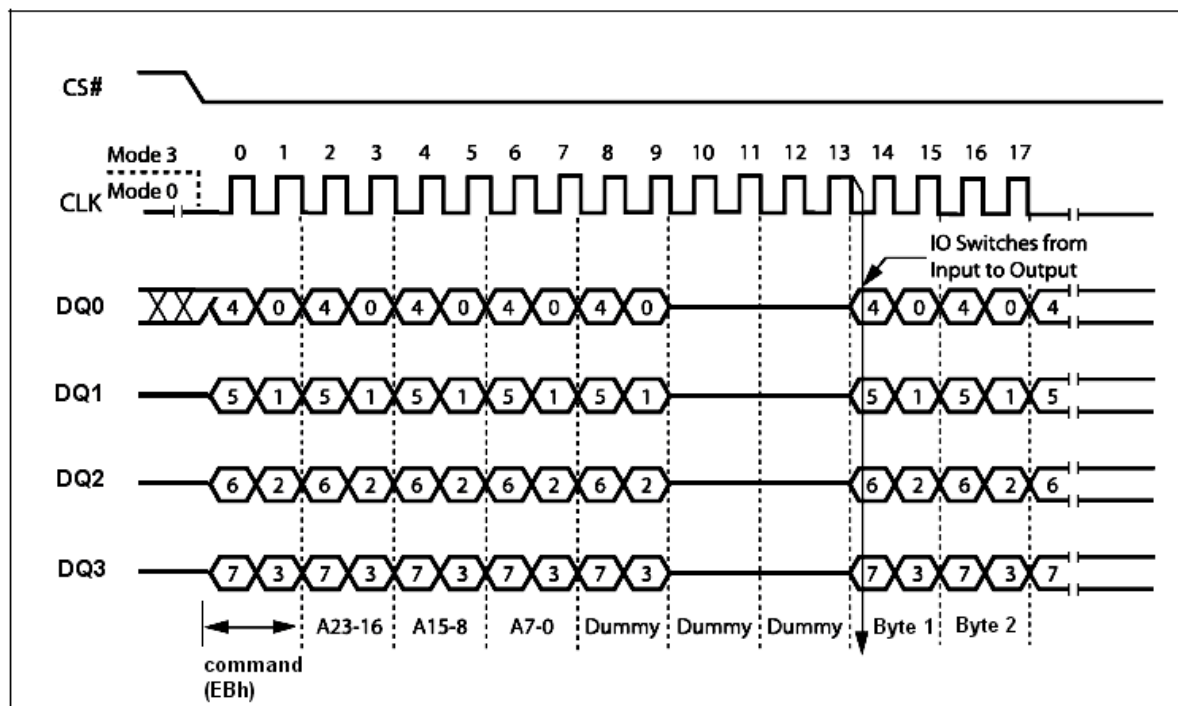 CS#
Mode 3
0 1 2 3 4 5 6 7 8 9 10 11 12 13 14 15 16 17
Mode 0
CLK
IO Switches from
Input to Output
DQ0 4 0 4 0 4 0 4 0 4 0 4 0 4 0 4
DQ1 5 1 5 1 5 1 5 1 5 1 5 1 5 1 5
DQ2 6 2 6 2 6 2 6 2 6 2 6 2 6 2 6
DQ3 7 3 7 3 7 3 7 3 7 3 7 3 7 3 7
A23-16 A15-8 A7-0 Dummy Dummy Dummy Byte 1 Byte 2
command
(EBh)